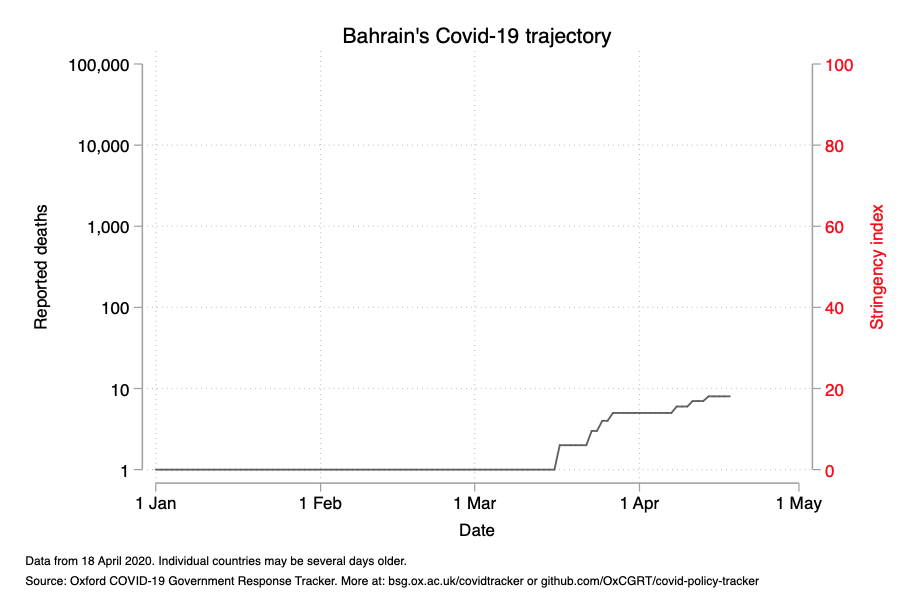 Bahrain's Covid-19 trajectory
100,000
10,000
1,000
100
10
1
Reported deaths
100
80
60
40
20
0
Stringency index
1 Jan
1 Feb
1 Mar
1 Apr
1 May
Date
Data from 18 April 2020. Individual countries may be several days older.
Source: Oxford COVID-19 Government Response Tracker. More at: bsg.ox.ac.uk/covidtracker or github.com/OxCGRT/covid-policy-tracker